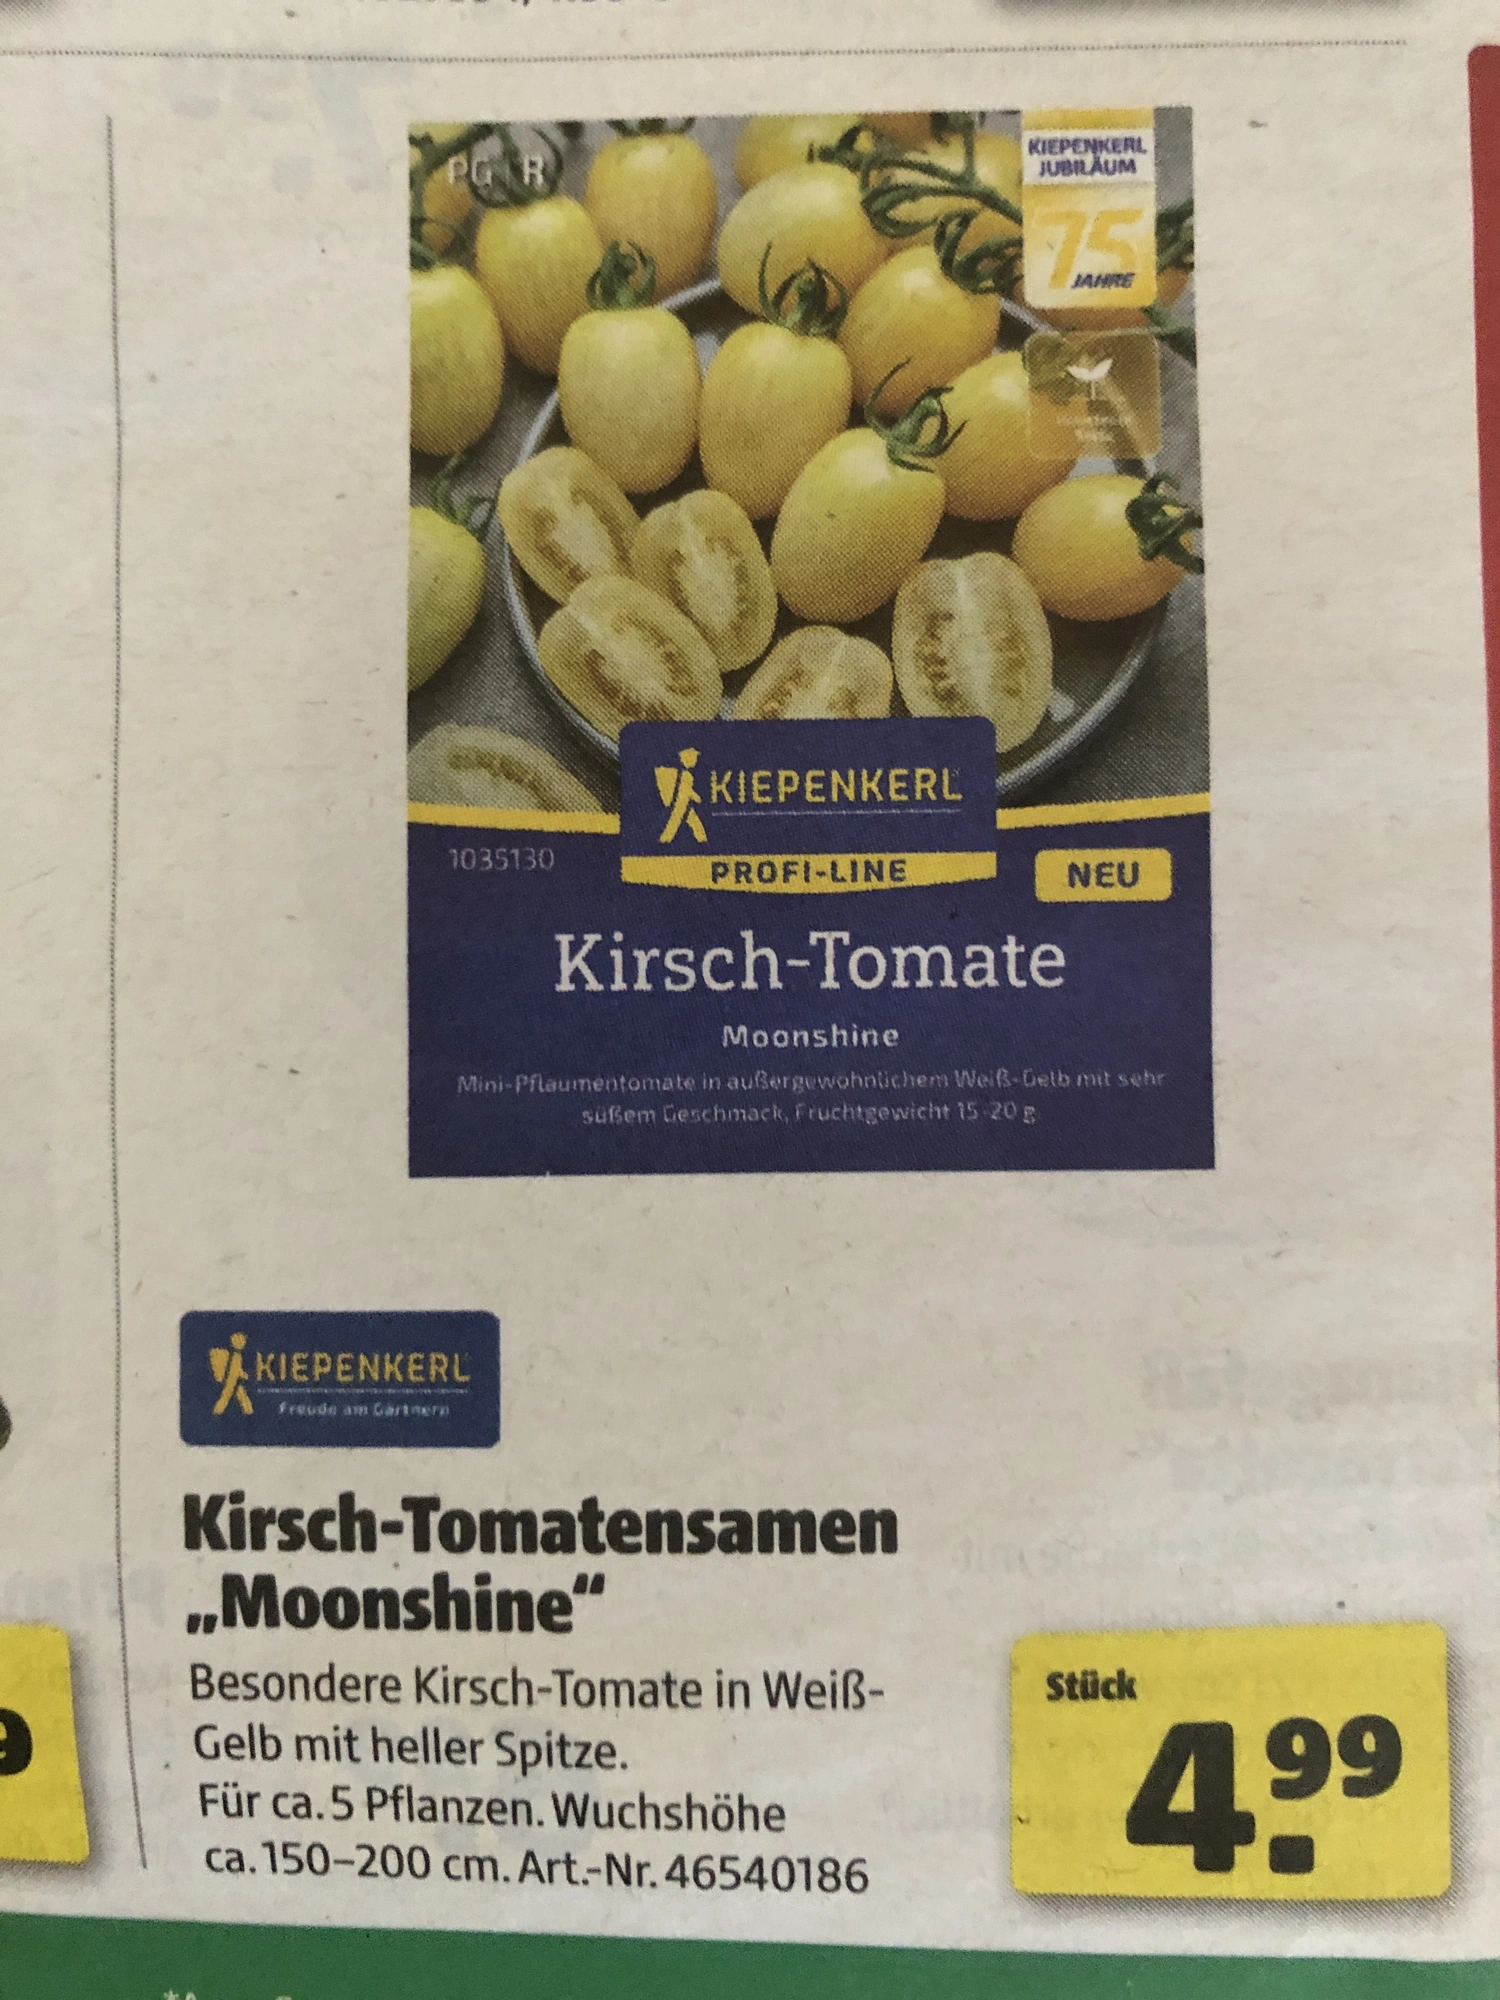 PG R
KIEPENKERL
JUBILÄUM
75
JAHRE
KIEPENKERL
1035130
PROFI-LINE
NEU
Kirsch-Tomate
Moonshine
Mini-Pflaumentomate in außergewöhnlichem Weiß-Gelb mit sehr
süßem Geschmack, Fruchtgewicht 15-20 g
KIEPENKERL
Freude am Gärtnern
Kirsch-Tomatensamen
„Moonshine“
Besondere Kirsch-Tomate in Weiß-
Gelb mit heller Spitze.
Für ca. 5 Pflanzen. Wuchshöhe
ca. 150–200 cm. Art.-Nr. 46540186
Stück
4.99
9